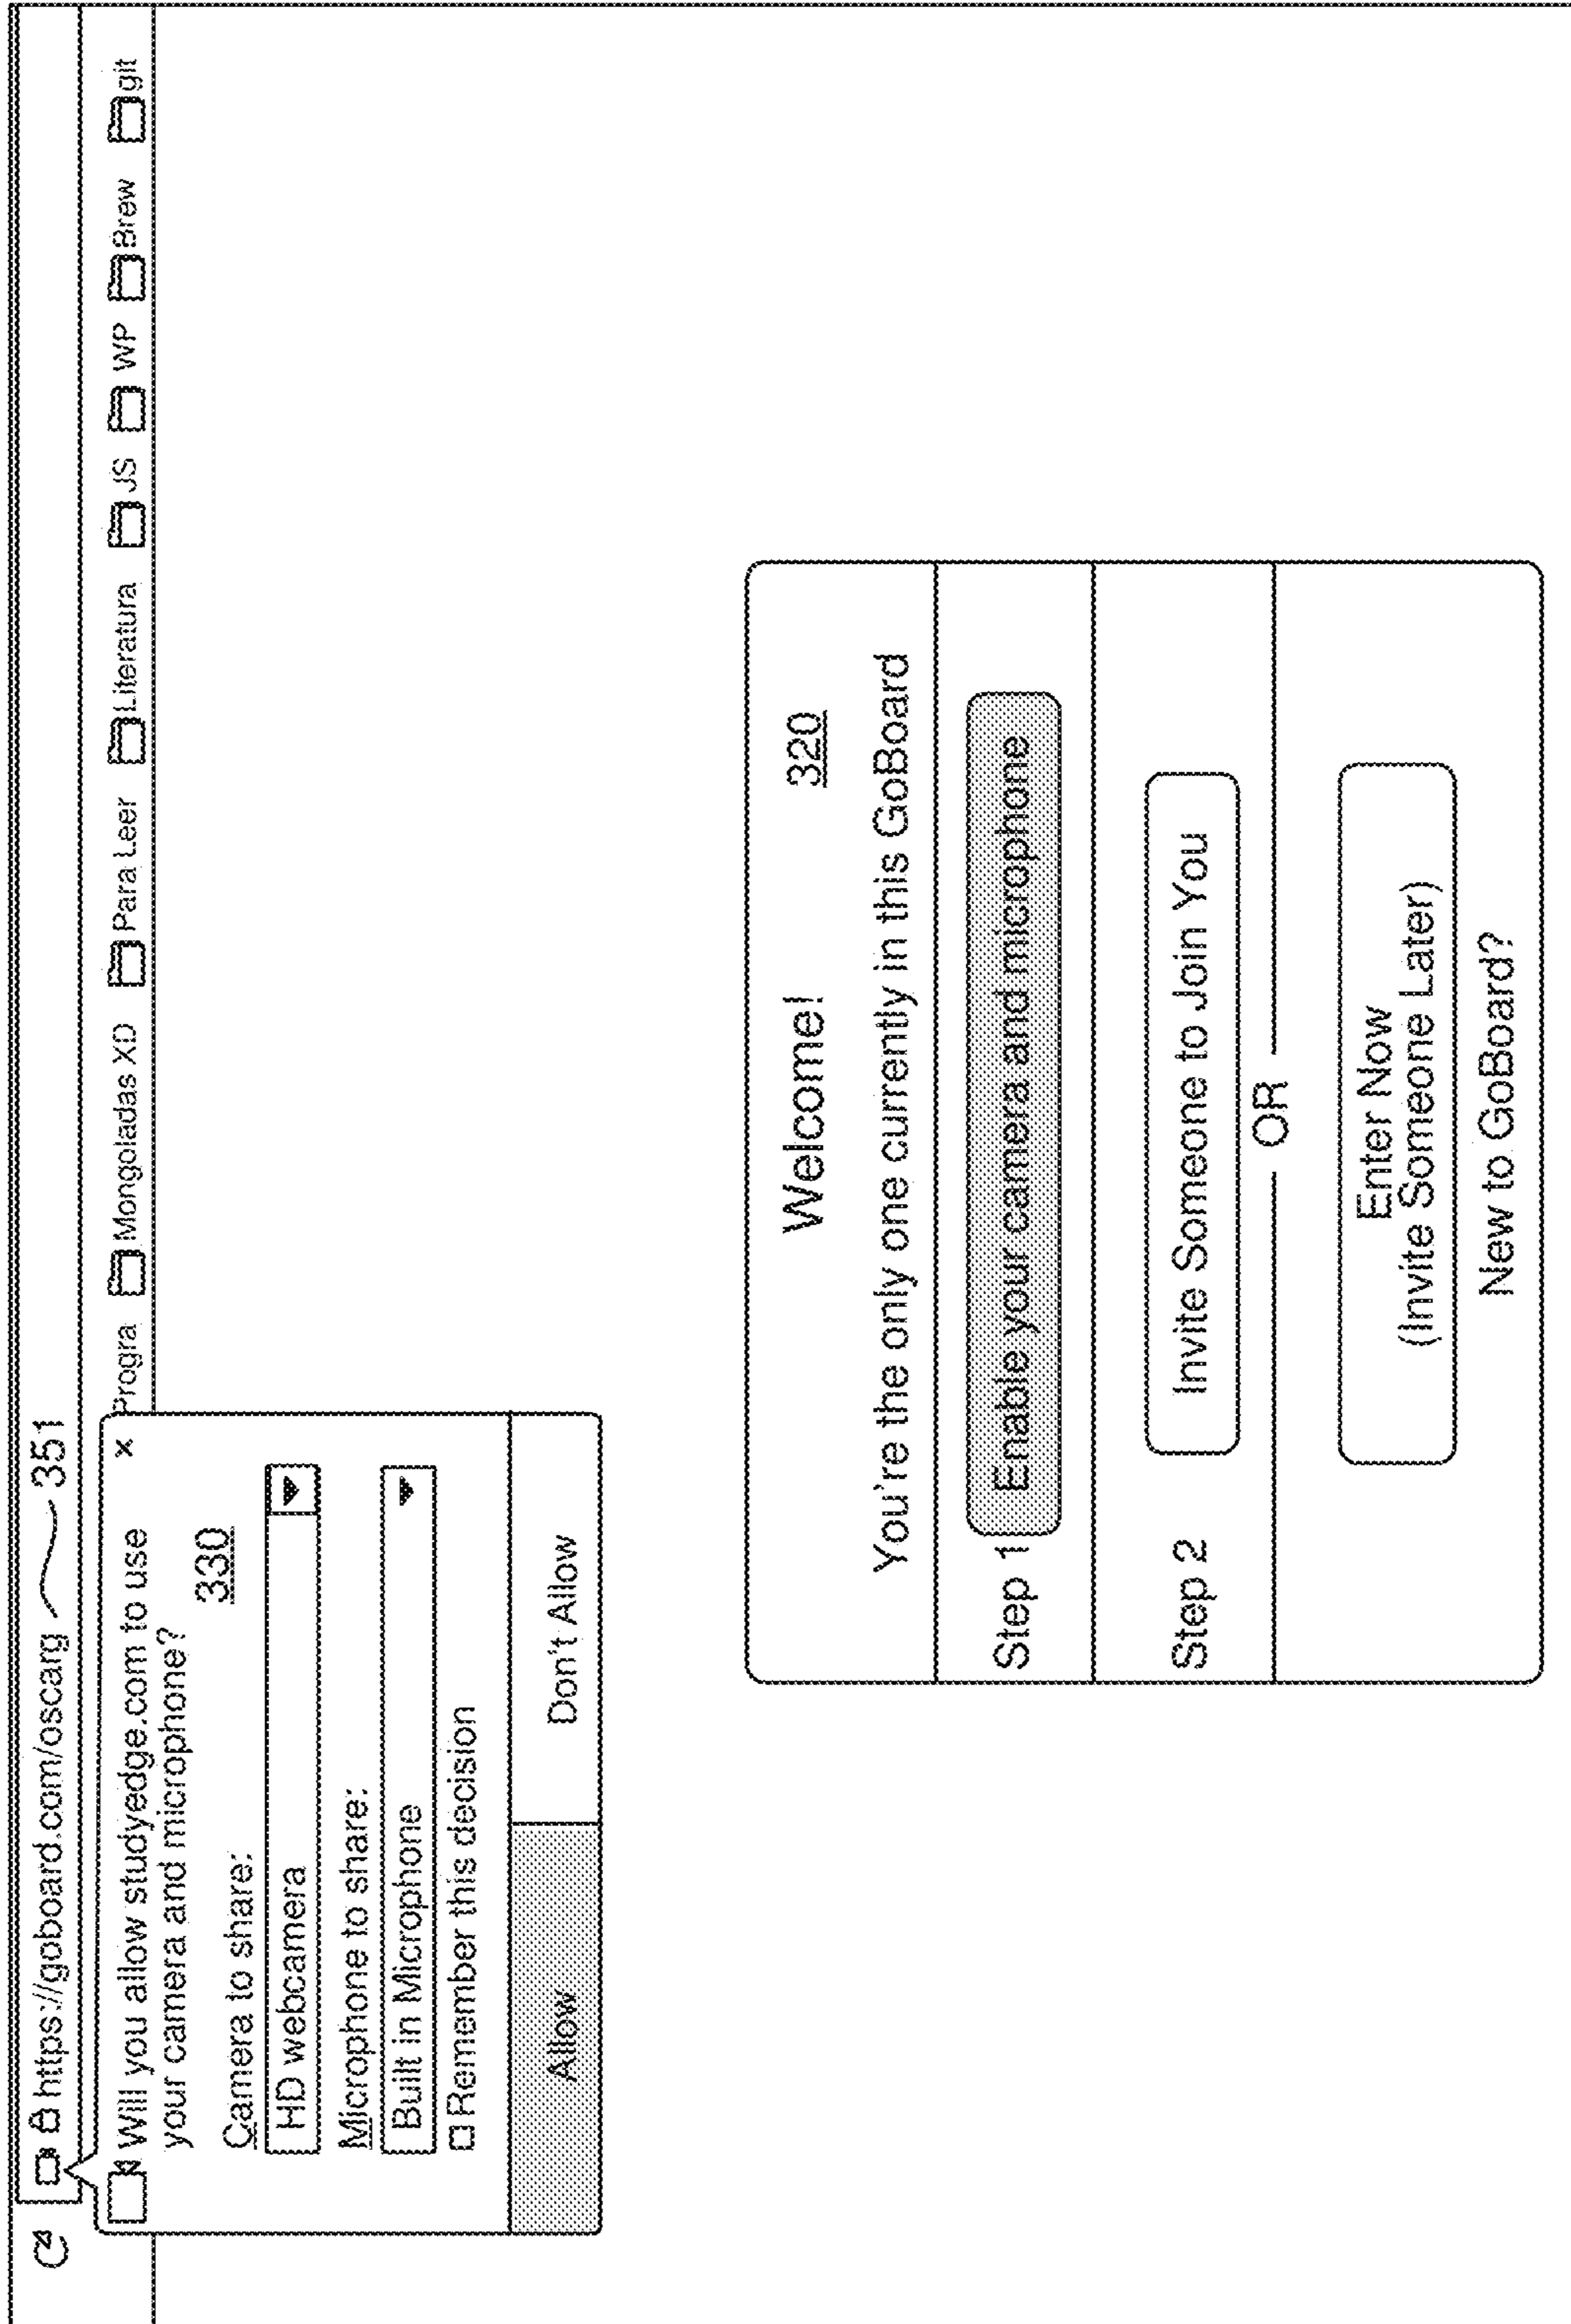 https://goboard.com/oscarg 351
Progra Mongoladas XD Para Leer Literatura JS WP Brew git
Will you allow studyedge.com to use x
your camera and microphone?
330
Camera to share:
HD webcamera
Microphone to share:
Built in Microphone
Remember this decision
Allow Don't Allow
Welcome! 320
You're the only one currently in this GoBoard
Step 1 Enable your camera and microphone
Step 2 Invite Someone to Join You
OR
Enter Now
(Invite Someone Later)
New to GoBoard?